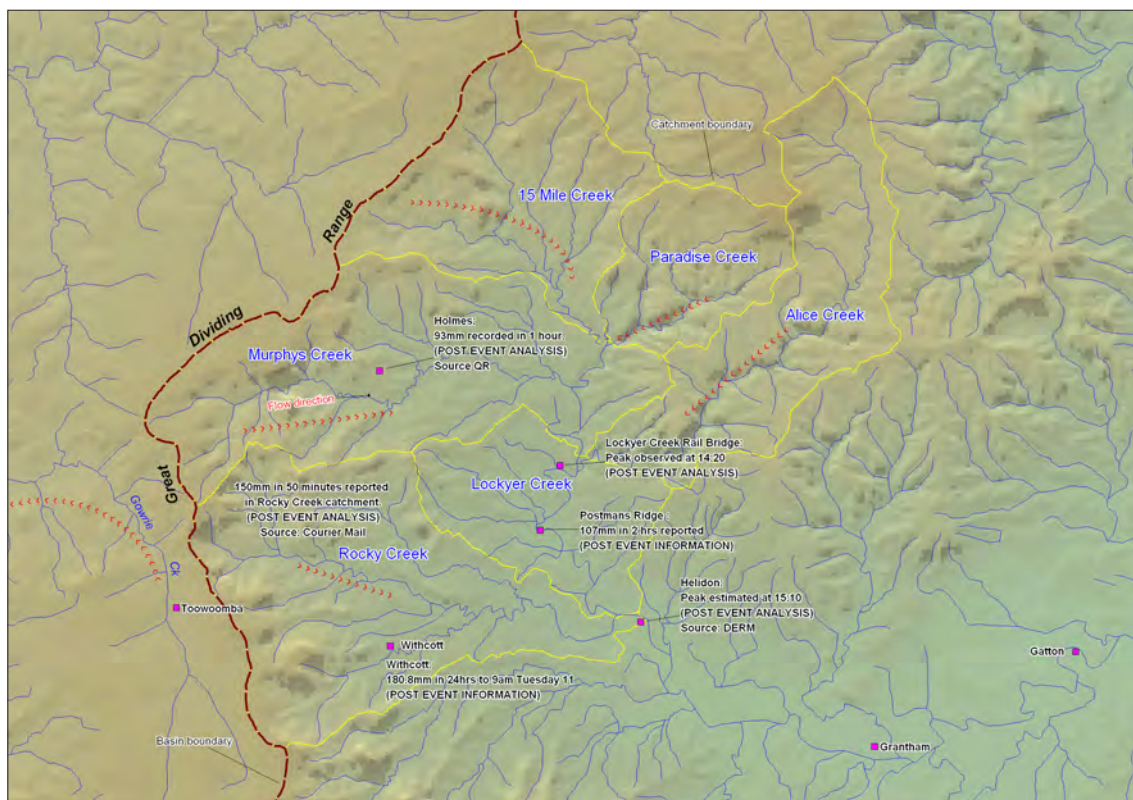 Catchment boundary
15 Mile Creek
Range
Paradise Creek
Dividing
Alice Creek
Holmes:
93mm recorded in 1 hour
(POST EVENT ANALYSIS)
Source QR
Murphys Creek
Flow direction
Lockyer Creek Rail Bridge:
Peak observed at 14:20
(POST EVENT ANALYSIS)
Great
150mm in 50 minutes reported
in Rocky Creek catchment
(POST EVENT ANALYSIS)
Source: Courier Mail
Lockyer Creek
Gowrie
Ck
Postmans Ridge:
107mm in 2-hrs reported
(POST EVENT INFORMATION)
Rocky Creek
Helidon:
Peak estimated at 15:10
(POST EVENT ANALYSIS)
Source: DERM
Toowoomba
Withcott
Withcott:
180.8mm in 24hrs to 9am Tuesday 11
(POST EVENT INFORMATION)
Gatton
Basin boundary
Grantham